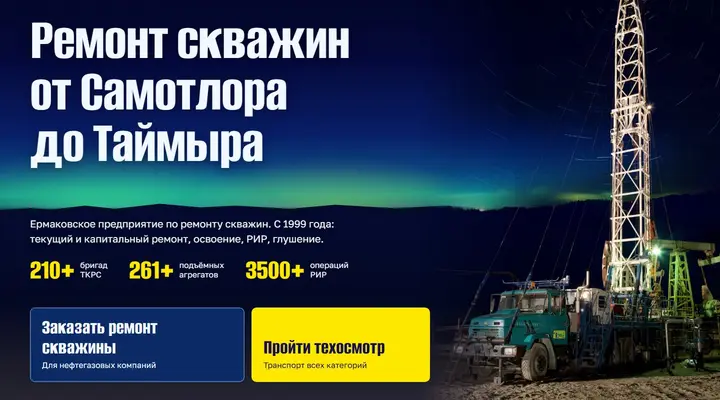 Ремонт скважин
от Самотлора
до Таймыра
Ермаковское предприятие по ремонту скважин. С 1999 года:
текущий и капитальный ремонт, освоение, РИР, глушение.
210+ бригад ТКРС
261+ подъёмных агрегатов
3500+ операций РИР
Заказать ремонт
скважины
Для нефтегазовых компаний
Пройти техосмотр
Транспорт всех категорий